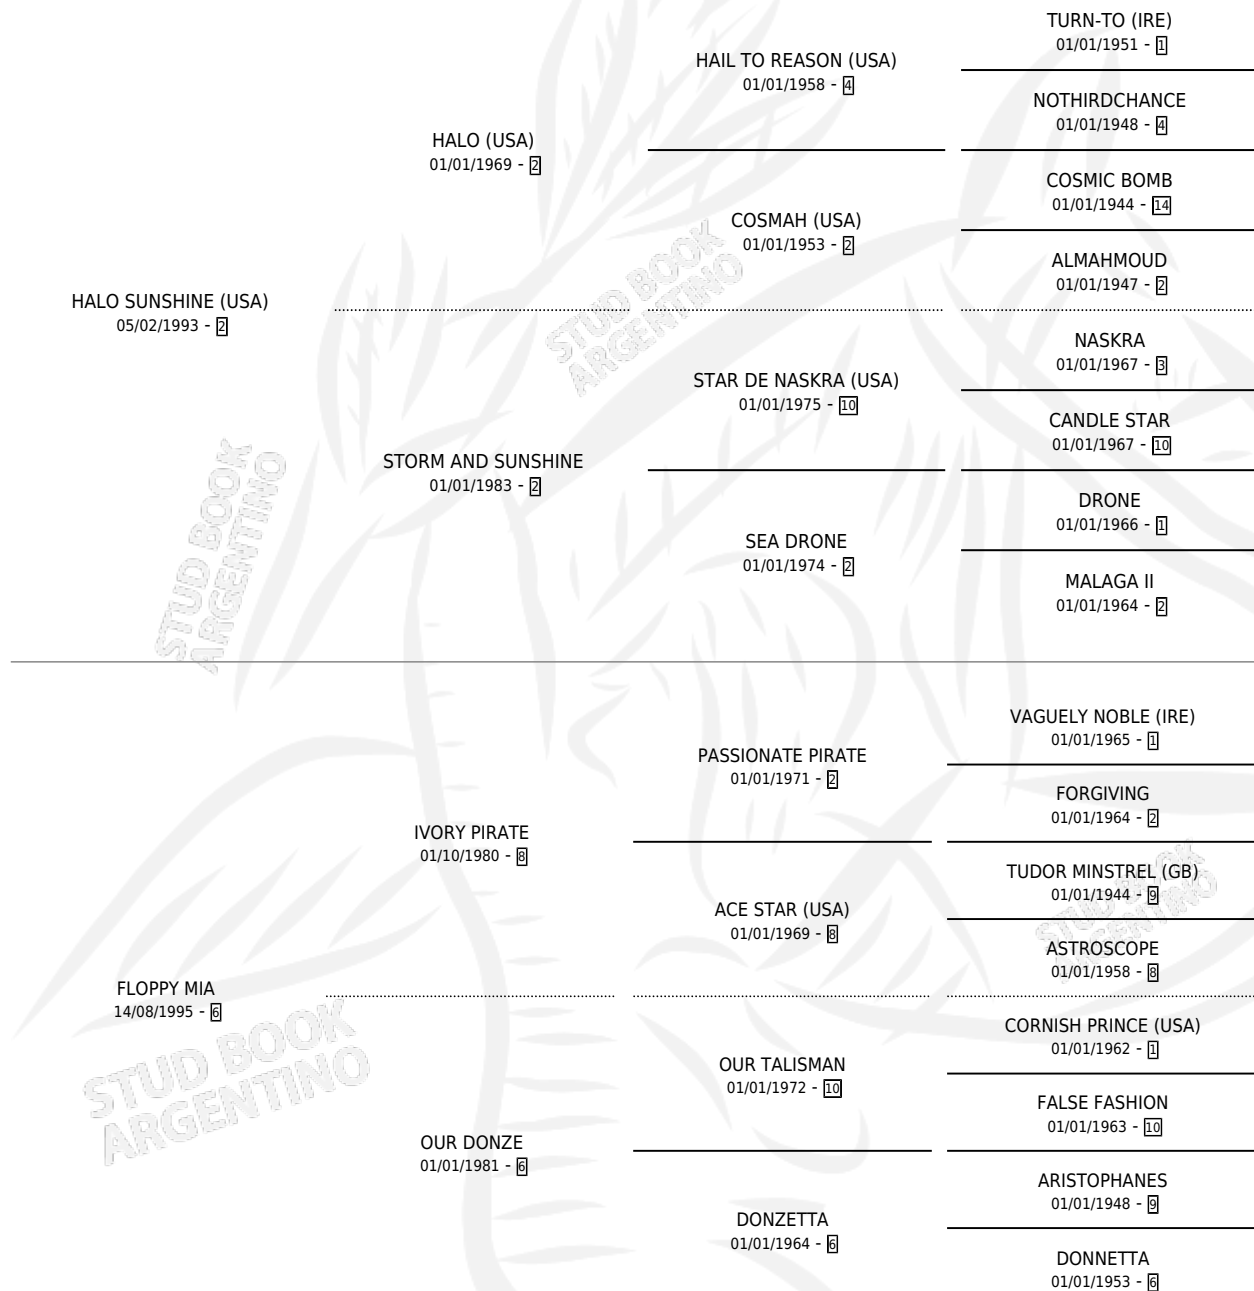 TURN-TO (IRE)
01/01/1951 - 1
HAIL TO REASON (USA)
01/01/1958 - 4
NOTHIRDCHANCE
01/01/1948 - 4
HALO (USA)
01/01/1969 - 2
COSMIC BOMB
01/01/1944 - 14
COSMAH (USA)
01/01/1953 - 2
ALMAHMOUD
01/01/1947 - 2
HALO SUNSHINE (USA)
05/02/1993 - 2
NASKRA
01/01/1967 - 3
STAR DE NASKRA (USA)
01/01/1975 - 10
CANDLE STAR
01/01/1967 - 10
STORM AND SUNSHINE
01/01/1983 - 2
DRONE
01/01/1966 - 1
SEA DRONE
01/01/1974 - 2
MALAGA II
01/01/1964 - 2
VAGUELY NOBLE (IRE)
01/01/1965 - 1
PASSIONATE PIRATE
01/01/1971 - 2
FORGIVING
01/01/1964 - 2
IVORY PIRATE
01/10/1980 - 8
TUDOR MINSTREL (GB)
01/01/1944 - 9
ACE STAR (USA)
01/01/1969 - 8
ASTROSCOPE
01/01/1958 - 8
FLOPPY MIA
14/08/1995 - 6
CORNISH PRINCE (USA)
01/01/1962 - 1
OUR TALISMAN
01/01/1972 - 10
FALSE FASHION
01/01/1963 - 10
OUR DONZE
01/01/1981 - 6
ARISTOPHANES
01/01/1948 - 9
DONZETTA
01/01/1964 - 6
DONNETTA
01/01/1953 - 6
STUD BOOK
ARGENTINO
STUD BOOK
ARGENTINO
STUD BOOK
ARGENTINO
STUD BOOK
ARGENTINO